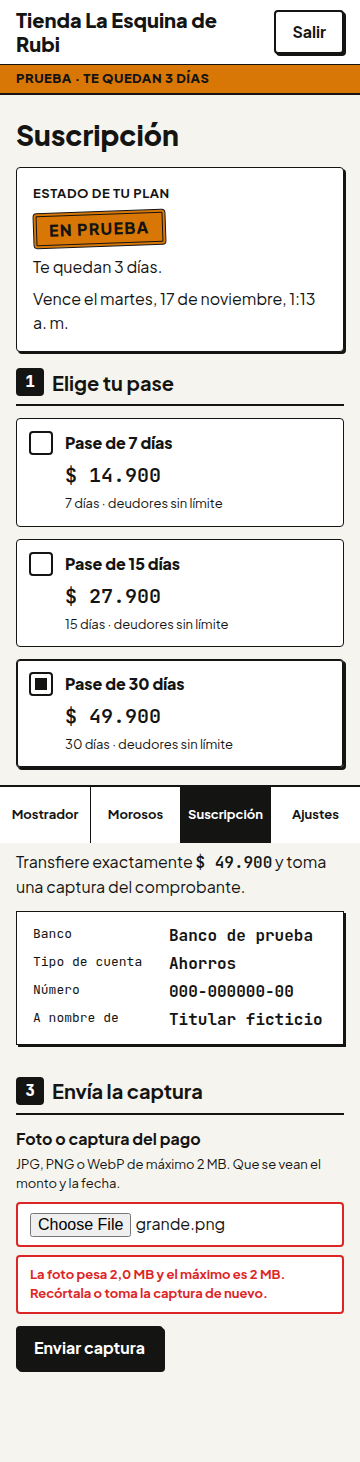 Tienda La Esquina de
Rubi
Salir
PRUEBA · TE QUEDAN 3 DÍAS
Suscripción
ESTADO DE TU PLAN
EN PRUEBA
Te quedan 3 días.
Vence el martes, 17 de noviembre, 1:13
a. m.
1 Elige tu pase
Pase de 7 días
$ 14.900
7 días · deudores sin límite
Pase de 15 días
$ 27.900
15 días · deudores sin límite
Pase de 30 días
$ 49.900
30 días · deudores sin límite
Mostrador Morosos Suscripción Ajustes
Transfiere exactamente $ 49.900 y toma
una captura del comprobante.
Banco Banco de prueba
Tipo de cuenta Ahorros
Número 000-000000-00
A nombre de Titular ficticio
3 Envía la captura
Foto o captura del pago
JPG, PNG o WebP de máximo 2 MB. Que se vean el
monto y la fecha.
Choose File grande.png
La foto pesa 2,0 MB y el máximo es 2 MB.
Recórtala o toma la captura de nuevo.
Enviar captura